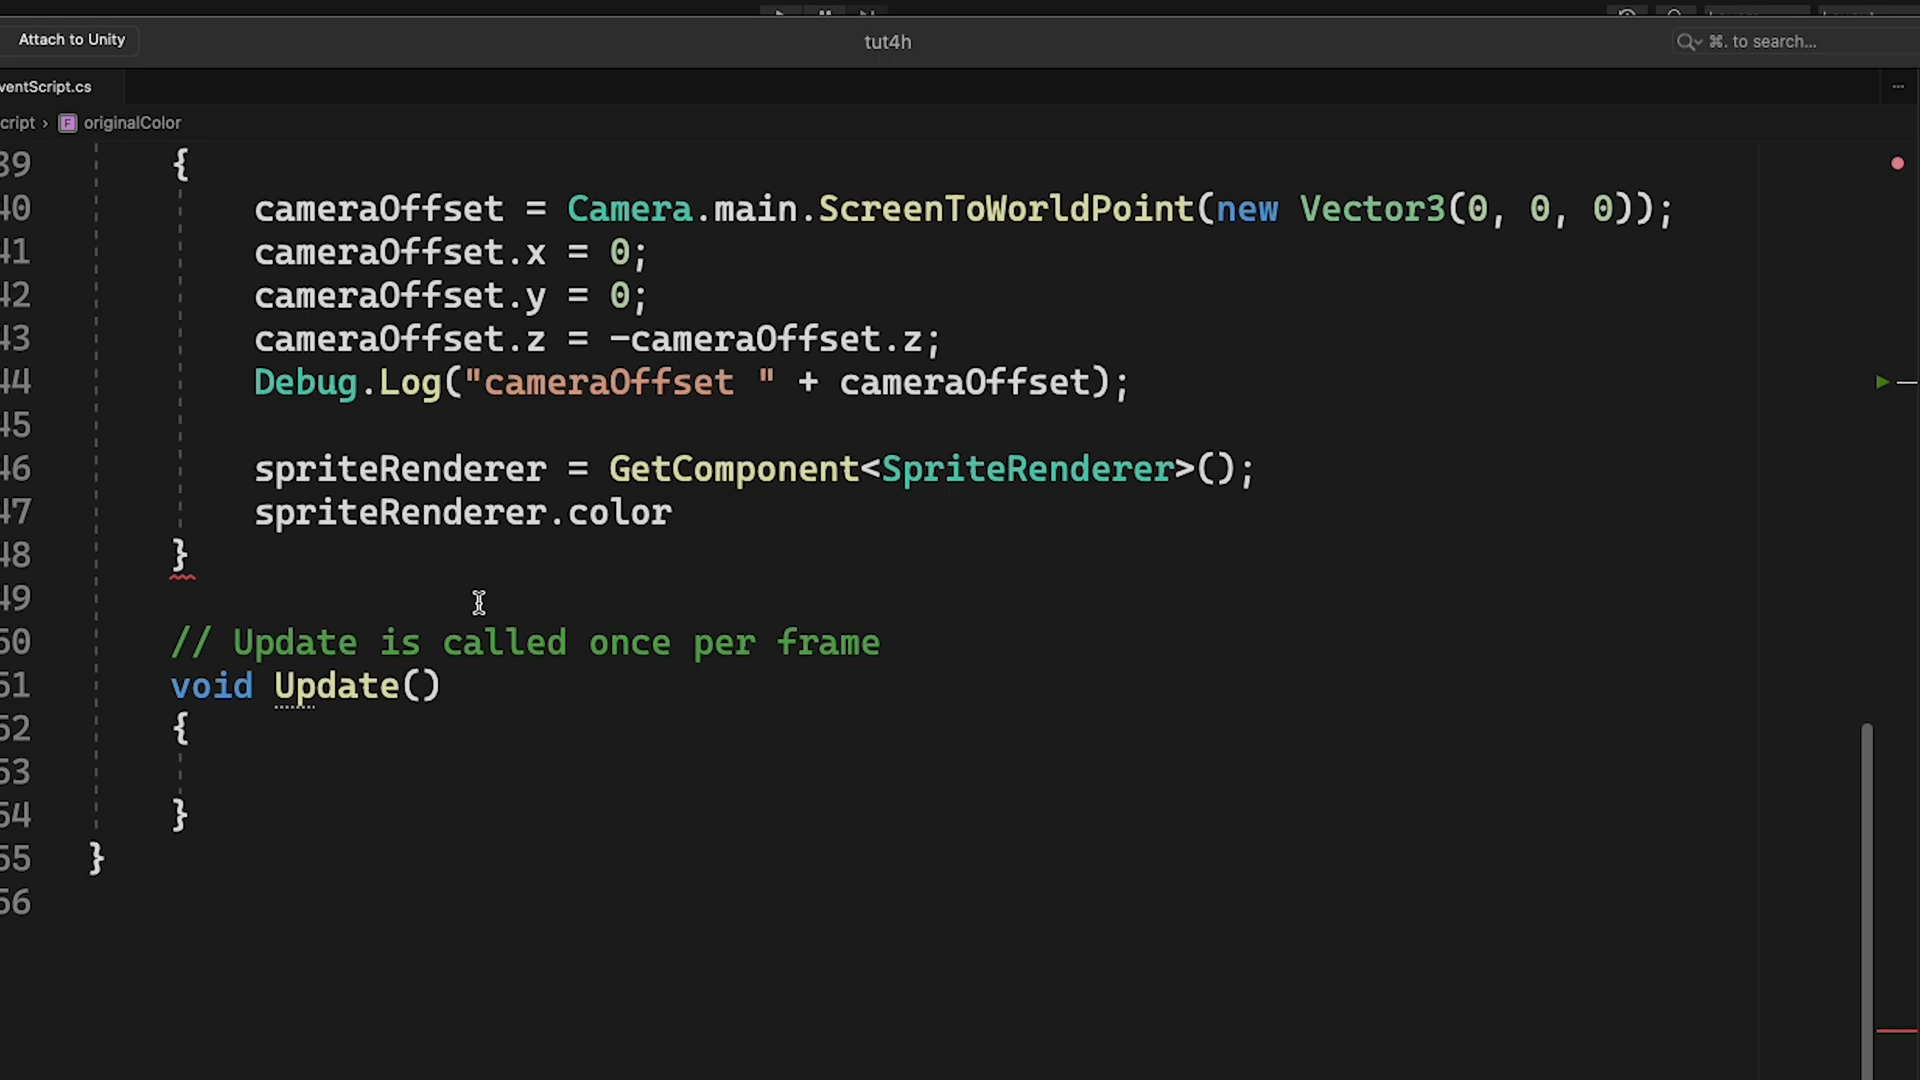 Attach to Unity
tut4h
⌘. to search...
ventScript.cs
cript › originalColor
39 {
40 cameraOffset = Camera.main.ScreenToWorldPoint(new Vector3(0, 0, 0));
41 cameraOffset.x = 0;
42 cameraOffset.y = 0;
43 cameraOffset.z = -cameraOffset.z;
44 Debug.Log("cameraOffset " + cameraOffset);
45
46 spriteRenderer = GetComponent<SpriteRenderer>();
47 spriteRenderer.color
48 }
49
50 // Update is called once per frame
51 void Update()
52 {
53
54 }
55 }
56